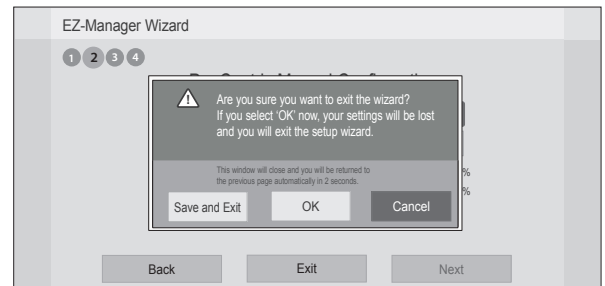 EZ-Manager Wizard
1 2 3 4
Are you sure you want to exit the wizard?
If you select 'OK' now, your settings will be lost
and you will exit the setup wizard.
This window will close and you will be returned to
the previous page automatically in 2 seconds.
%
%
Save and Exit OK Cancel
Back Exit Next